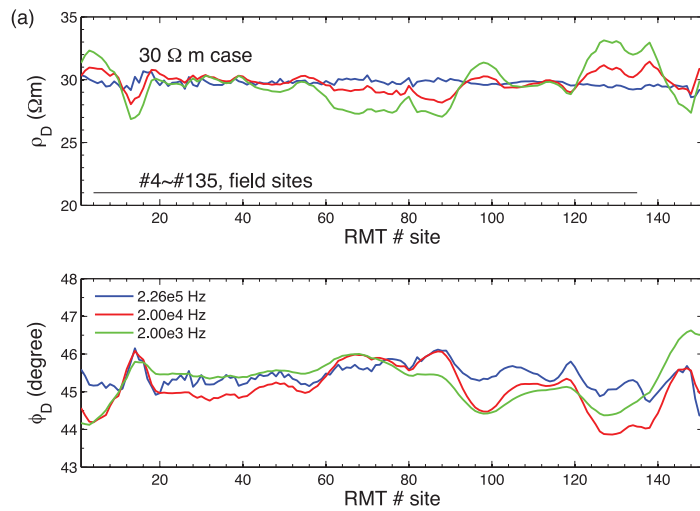 (a)
35
30
25
20
ρD (Ωm)
30 Ω m case
#4~#135, field sites
20 40 60 80 100 120 140
RMT # site
48
47
46
45
44
43
ϕD (degree)
2.26e5 Hz
2.00e4 Hz
2.00e3 Hz
20 40 60 80 100 120 140
RMT # site